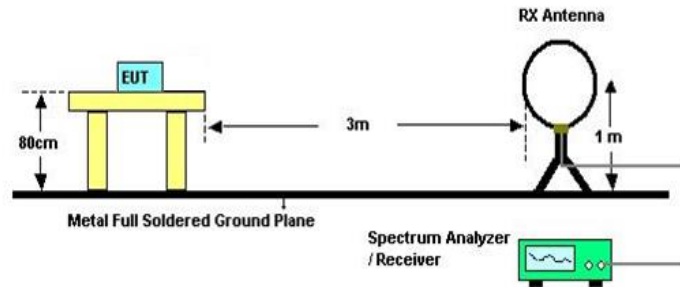 RX Antenna
EUT
80cm
3m
1 m
Metal Full Soldered Ground Plane
Spectrum Analyzer
/ Receiver